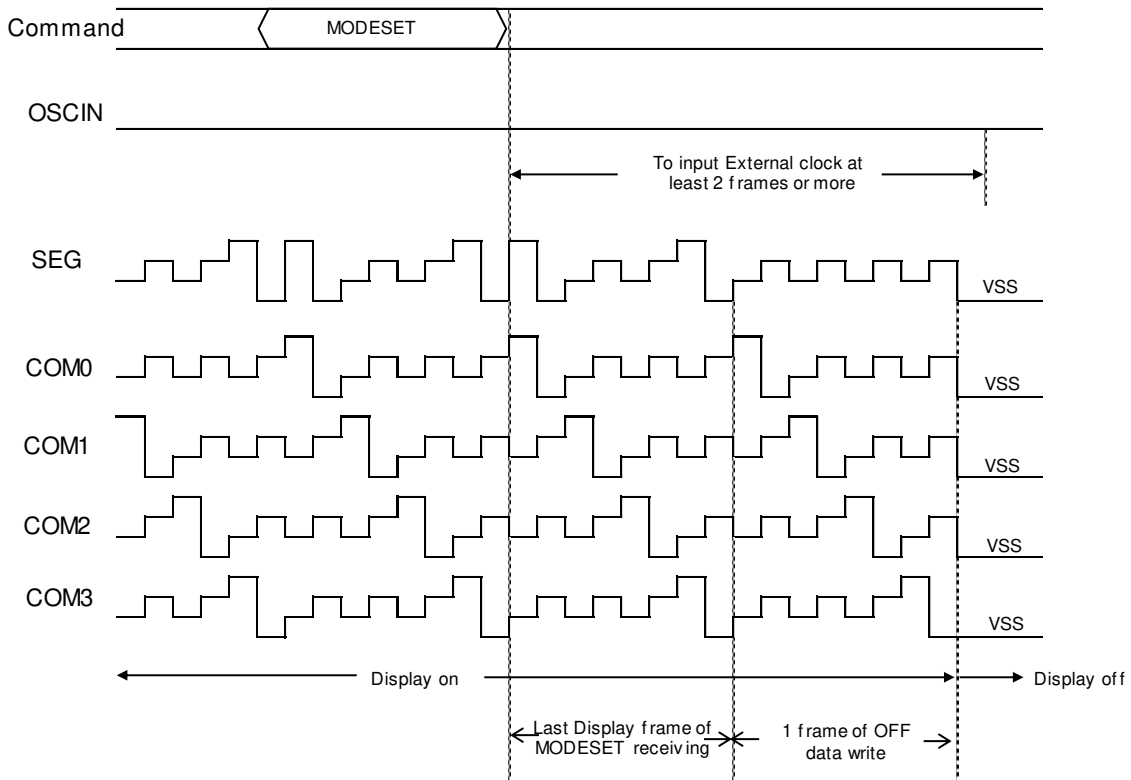 Command
MODESET
OSCIN
To input External clock at
least 2 frames or more
SEG
VSS
COM0
VSS
COM1
VSS
COM2
VSS
COM3
VSS
Display on
Display off
Last Display frame of
MODESET receiving
1 frame of OFF
data write